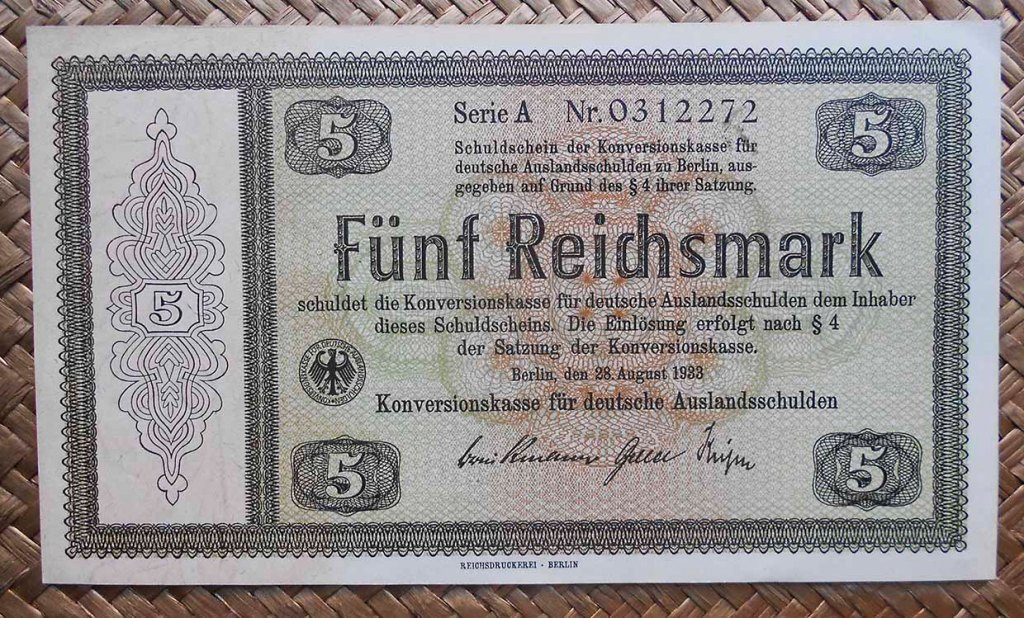 5 Serie A Nr. 0312272 5
Schuldschein der Konversionskasse für
deutsche Auslandsschulden zu Berlin, aus-
gegeben auf Grund des § 4 ihrer Satzung.
Fünf Reichsmark
5
schuldet die Konversionskasse für deutsche Auslandsschulden dem Inhaber
dieses Schuldscheins. Die Einlösung erfolgt nach § 4
der Satzung der Konversionskasse.
Berlin, den 28. August 1933
Konversionskasse für deutsche Auslandsschulden
5 5
REICHSDRUCKEREI - BERLIN